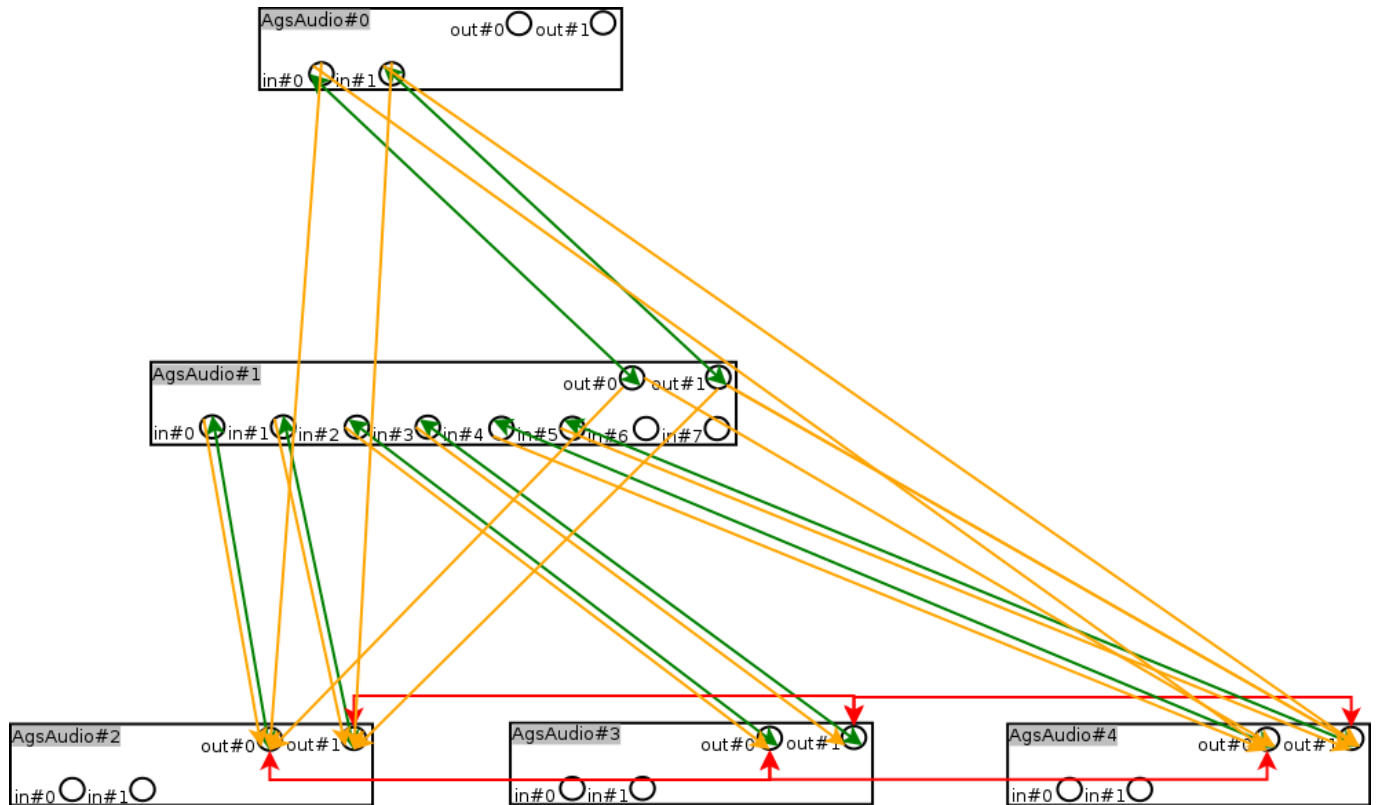 AgsAudio#0
out#0 out#1
in#0 in#1
AgsAudio#1
out#0 out#1
in#0 in#1 in#2 in#3 in#4 in#5 in#6 in#7
AgsAudio#2 AgsAudio#3 AgsAudio#4
out#0 out#1 out#0 out#1 out#0 out#1
in#0 in#1 in#0 in#1 in#0 in#1